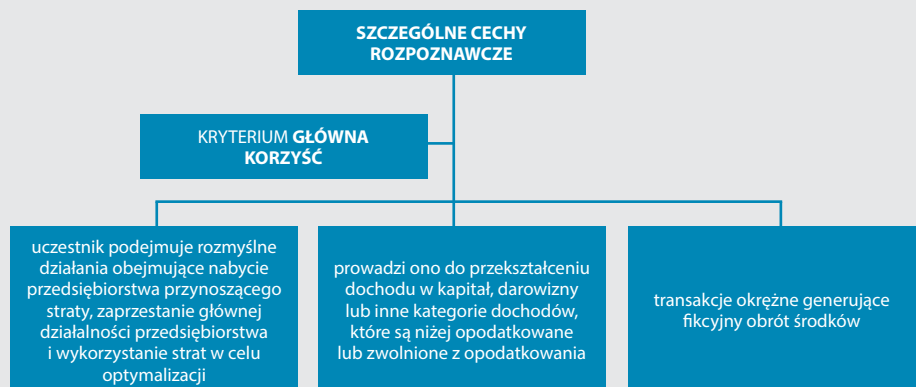 SZCZEGÓLNE CECHY
ROZPOZNAWCZE
KRYTERIUM GŁÓWNA
KORZYŚĆ
uczestnik podejmuje rozmyślne
działania obejmujące nabycie
przedsiębiorstwa przynoszącego
straty, zaprzestanie głównej
działalności przedsiębiorstwa
i wykorzystanie strat w celu
optymalizacji
prowadzi ono do przekształceniu
dochodu w kapitał, darowizny
lub inne kategorie dochodów,
które są niżej opodatkowane
lub zwolnione z opodatkowania
transakcje okrężne generujące
fikcyjny obrót środków